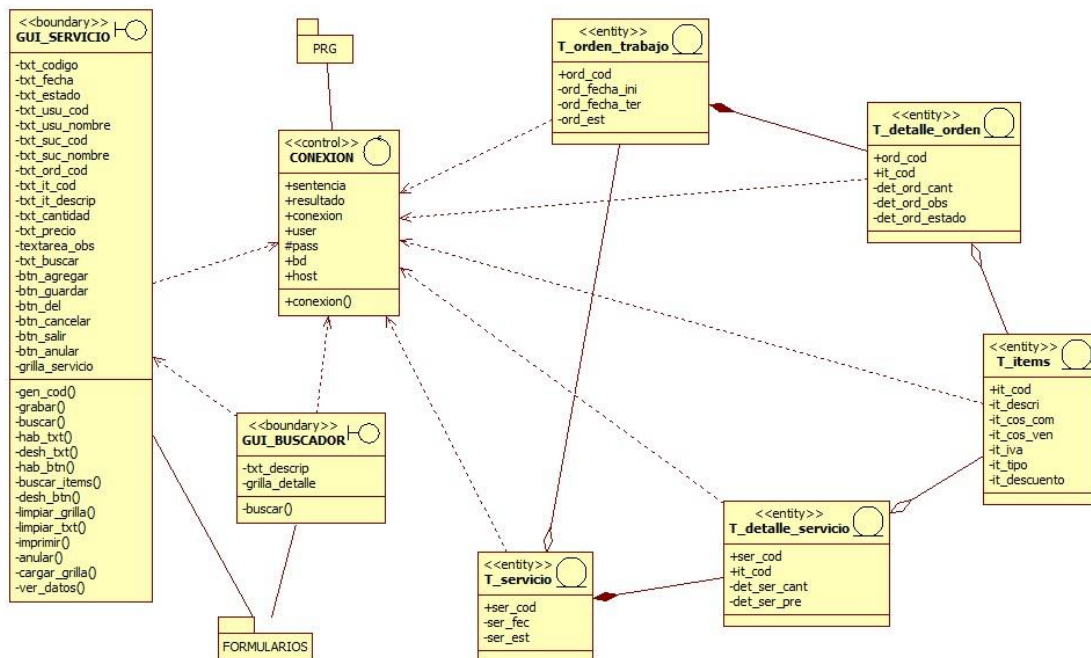 <<boundary>>
GUI_SERVICIO
-txt_codigo
-txt_fecha
-txt_estado
-txt_usu_cod
-txt_usu_nombre
-txt_suc_cod
-txt_suc_nombre
-txt_ord_cod
-txt_it_cod
-txt_it_descrip
-txt_cantidad
-txt_precio
-textarea_obs
-txt_buscar
-btn_agregar
-btn_guardar
-btn_del
-btn_cancelar
-btn_salir
-btn_anular
-grilla_servicio
-gen_cod()
-grabar()
-buscar()
-hab_txt()
-desh_txt()
-hab_btn()
-buscar_items()
-desh_btn()
-limpiar_grilla()
-limpiar_txt()
-imprimir()
-anular()
-cargar_grilla()
-ver_datos()
PRG
<<control>>
CONEXION
+sentencia
+resultado
+conexion
+user
#pass
+bd
+host
+conexion()
<<boundary>>
GUI_BUSCADOR
-txt_descrip
-grilla_detalle
-buscar()
FORMULARIOS
<<entity>>
T_orden_trabajo
+ord_cod
-ord_fecha_ini
-ord_fecha_ter
-ord_est
<<entity>>
T_detalle_orden
+ord_cod
+it_cod
-det_ord_cant
-det_ord_obs
-det_ord_estado
<<entity>>
T_items
+it_cod
-it_descri
-it_cos_com
-it_cos_ven
-it_iva
-it_tipo
-it_descuento
<<entity>>
T_detalle_servicio
+ser_cod
+it_cod
-det_ser_cant
-det_ser_pre
<<entity>>
T_servicio
+ser_cod
-ser_fec
-ser_est